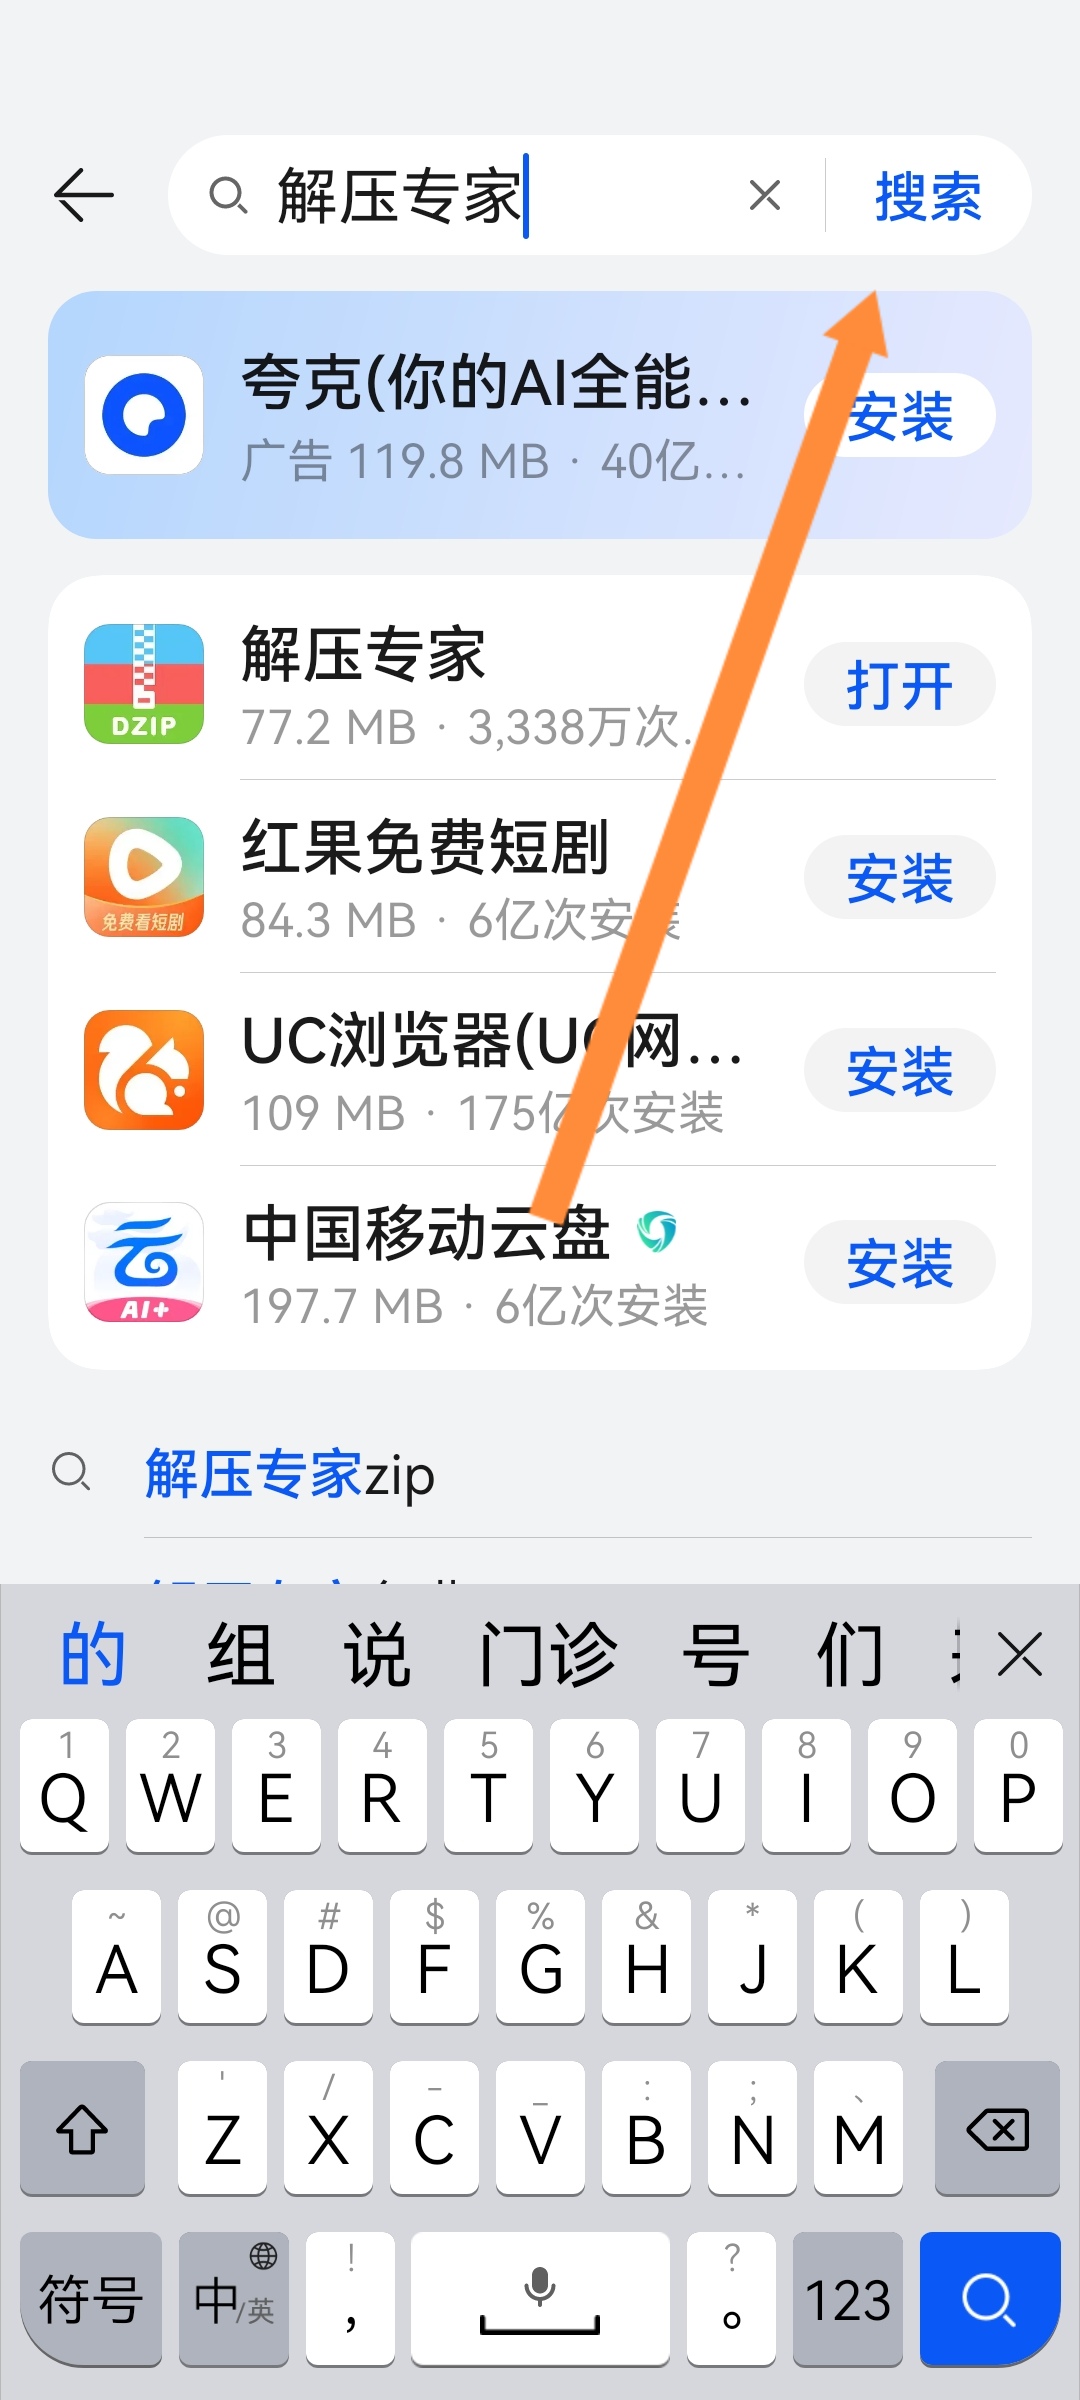 解压专家
搜索
夸克(你的AI全能...
广告 119.8 MB · 40亿...
安装
解压专家
77.2 MB · 3,338万次.
打开
DZIP
红果免费短剧
84.3 MB · 6亿次安装
安装
免费看短剧
UC浏览器(UC网...
109 MB · 175亿次安装
安装
中国移动云盘
197.7 MB · 6亿次安装
安装
云
AI+
解压专家zip
的 组 说 门诊 号 们
1 2 3 4 5 6 7 8 9 0
Q W E R T Y U I O P
~ @ # $ % & * ( )
A S D F G H J K L
' / - _ : ; 、
Z X C V B N M
符号 中/英 ! , ? 。 123